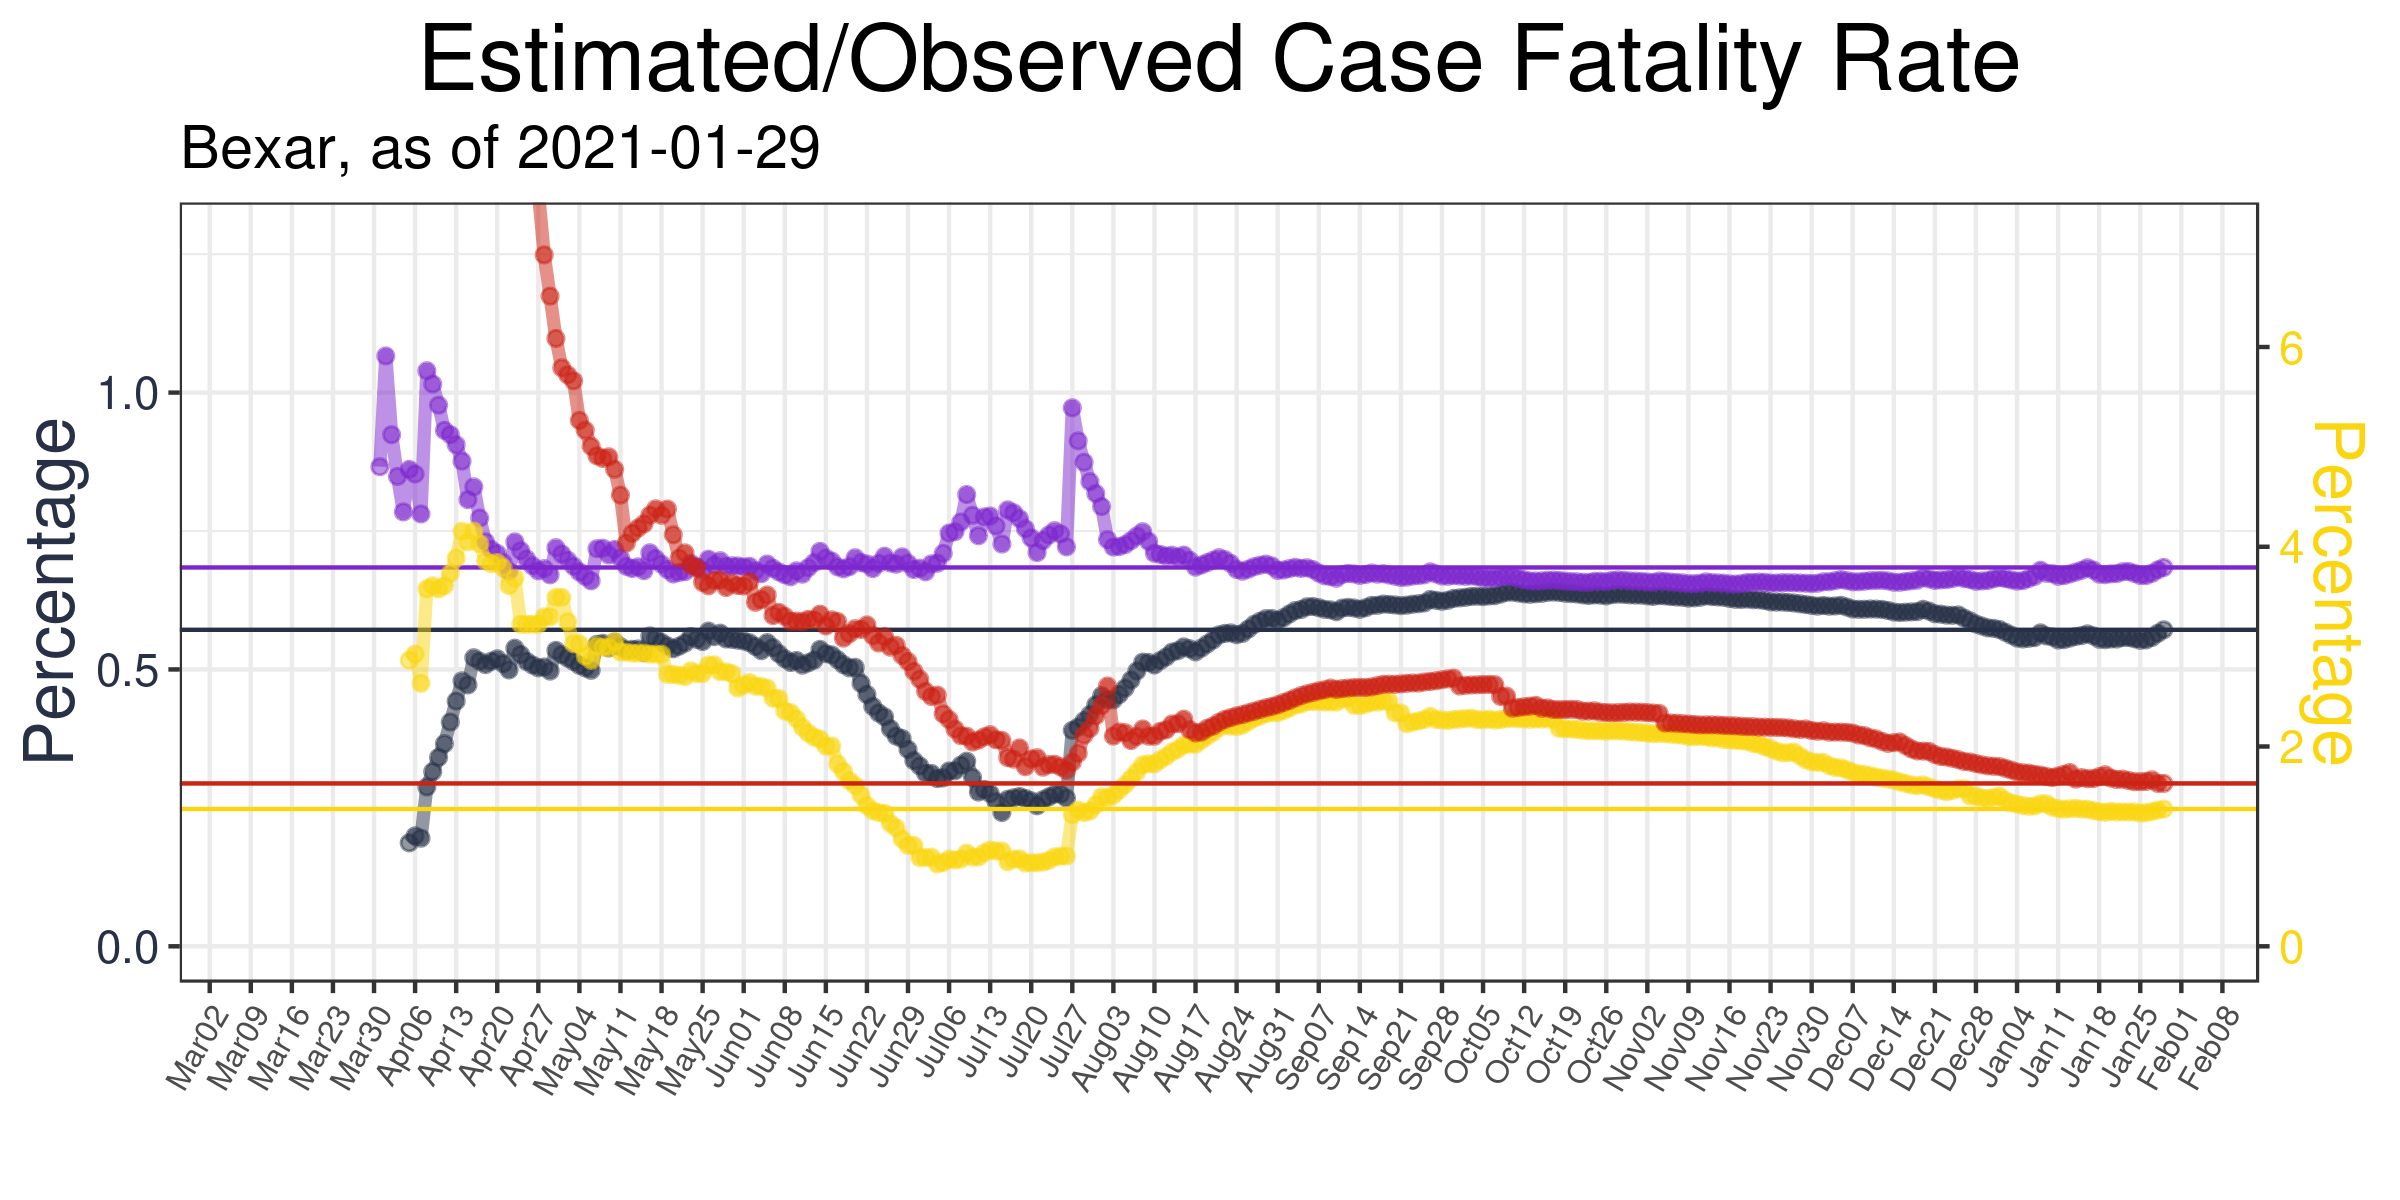 Estimated/Observed Case Fatality Rate
Bexar, as of 2021-01-29
Percentage
1.0
0.5
0.0
Percentage
6
4
2
0
Mar02
Mar09
Mar16
Mar23
Mar30
Apr06
Apr13
Apr20
Apr27
May04
May11
May18
May25
Jun01
Jun08
Jun15
Jun22
Jun29
Jul06
Jul13
Jul20
Jul27
Aug03
Aug10
Aug17
Aug24
Aug31
Sep07
Sep14
Sep21
Sep28
Oct05
Oct12
Oct19
Oct26
Nov02
Nov09
Nov16
Nov23
Nov30
Dec07
Dec14
Dec21
Dec28
Jan04
Jan11
Jan18
Jan25
Feb01
Feb08